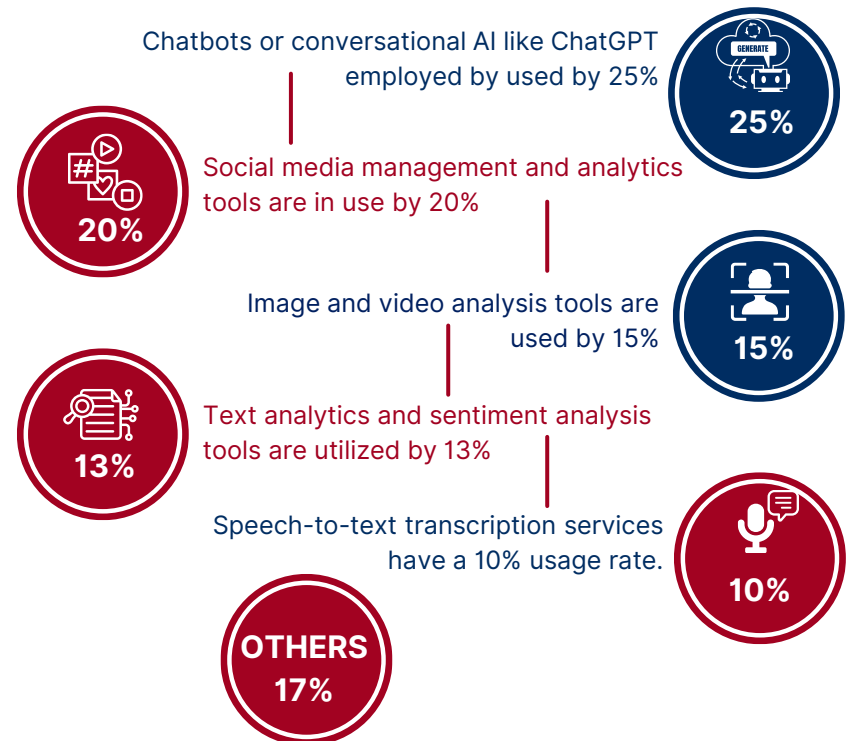 Chatbots or conversational AI like ChatGPT
employed by used by 25%
GENERATE
25%
Social media management and analytics
tools are in use by 20%
#
20%
Image and video analysis tools are
used by 15%
15%
Text analytics and sentiment analysis
tools are utilized by 13%
13%
Speech-to-text transcription services
have a 10% usage rate.
10%
OTHERS
17%